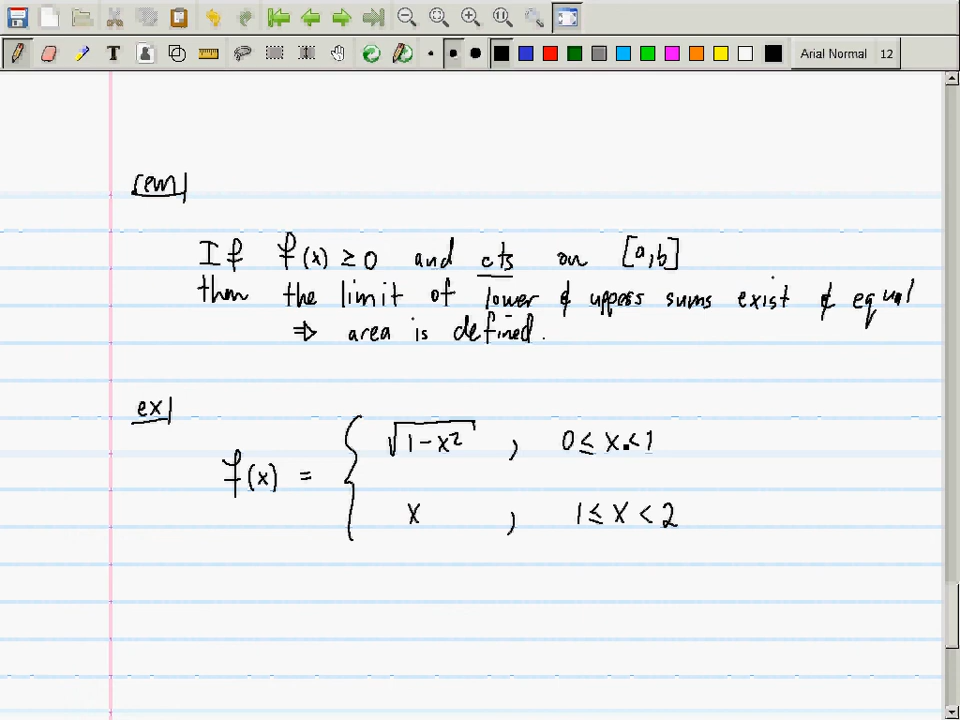 T
Arial Normal 12
rem
If f(x) ≥ 0 and cts on [a,b]
then the limit of lower & uppers sums exist & equal
⇒ area is defined.
ex
f(x) = { √(1-x²) , 0 ≤ x < 1
x , 1 ≤ x < 2